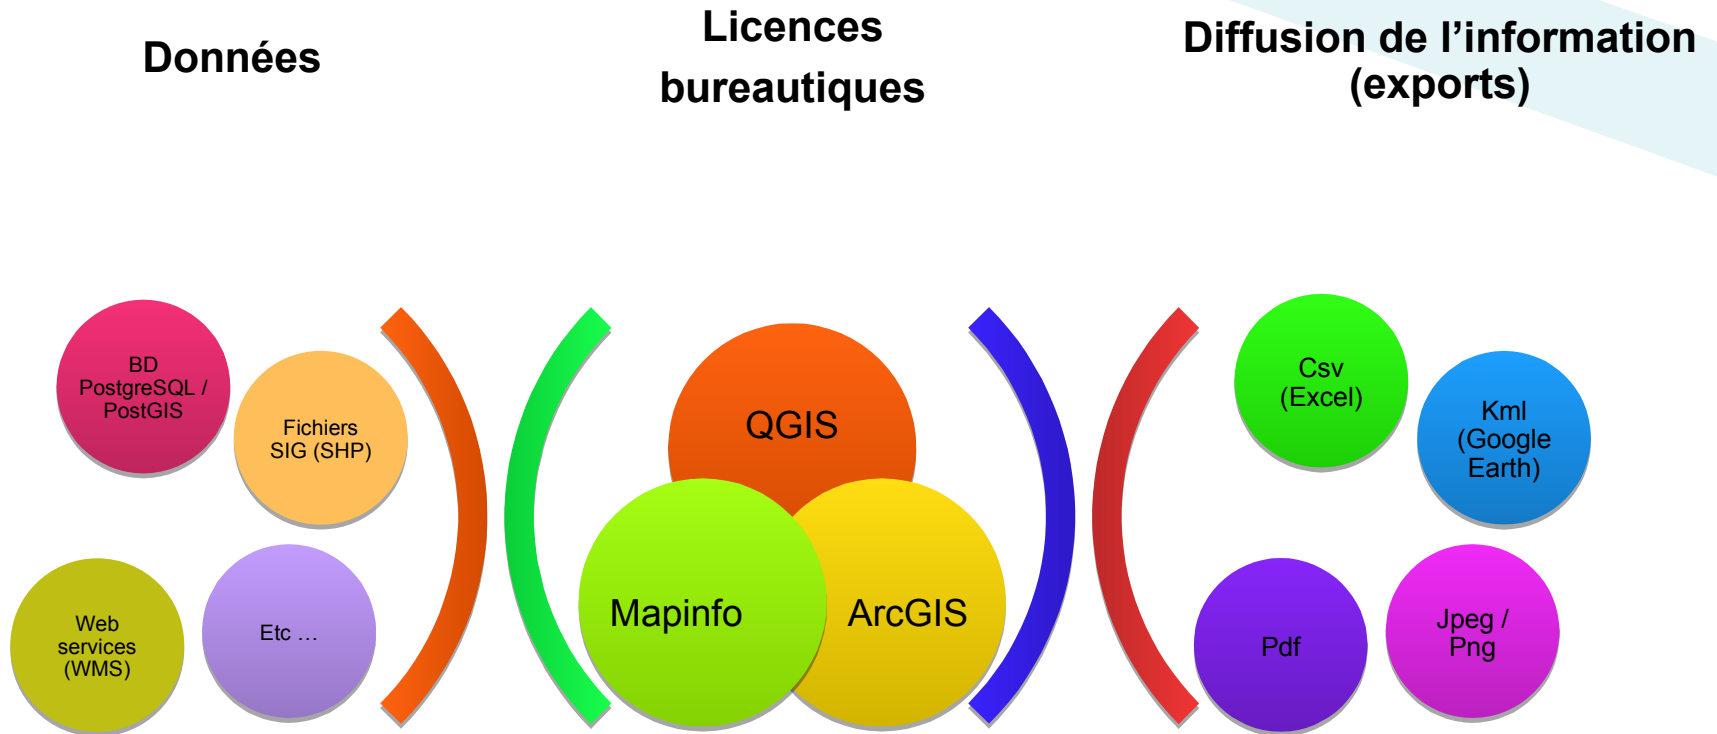 Données
Licences
bureautiques
Diffusion de l’information
(exports)
BD
PostgreSQL /
PostGIS
Fichiers
SIG (SHP)
Web
services
(WMS)
Etc …
QGIS
Mapinfo
ArcGIS
Csv
(Excel)
Kml
(Google
Earth)
Pdf
Jpeg /
Png